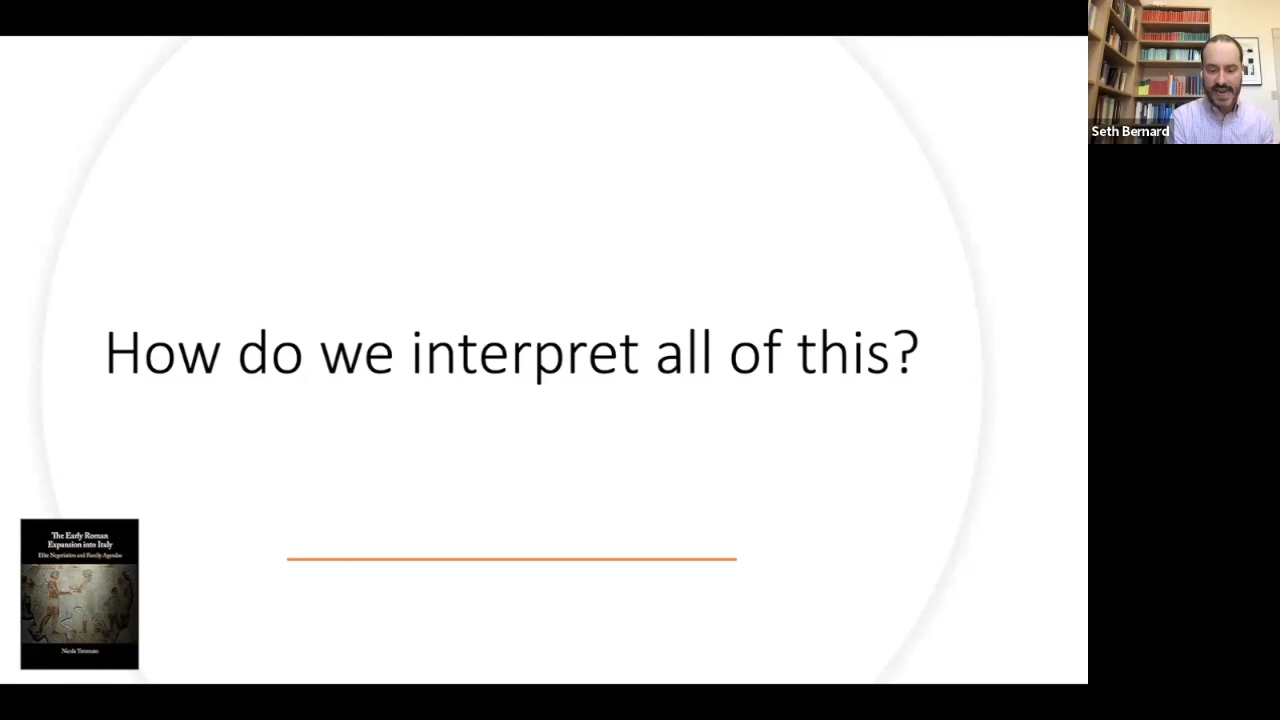 How do we interpret all of this?
The Early Roman
Expansion into Italy
Elite Negotiation and Family Agendas
Nicola Terrenato
Seth Bernard